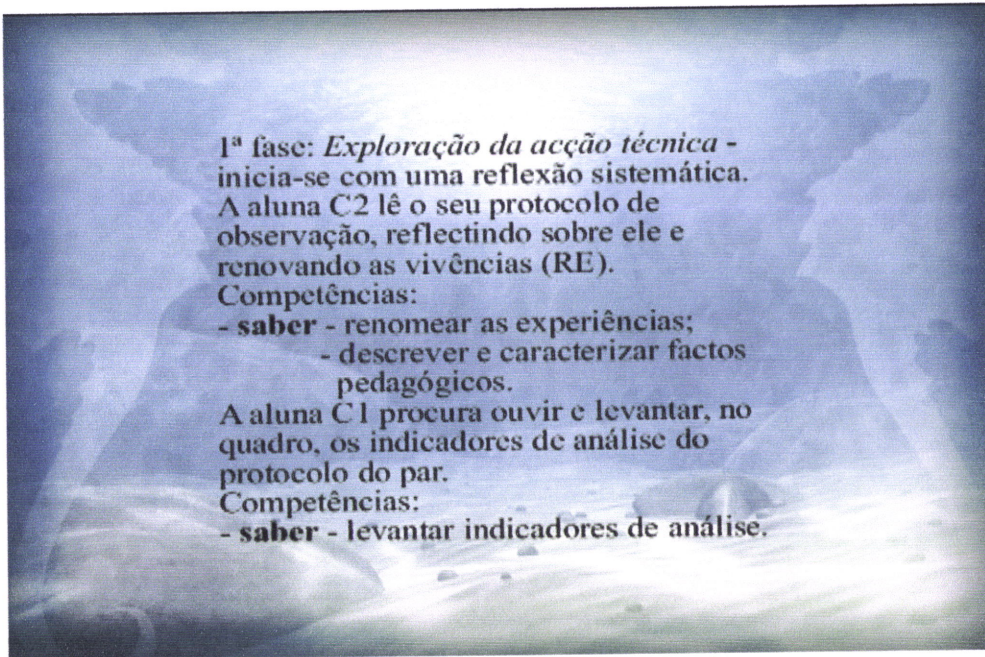 1ª fase: Exploração da acção técnica -
inicia-se com uma reflexão sistemática.
A aluna C2 lê o seu protocolo de
observação, reflectindo sobre ele e
renovando as vivências (RE).
Competências:
- saber - renomear as experiências;
- descrever e caracterizar factos
pedagógicos.
A aluna C1 procura ouvir e levantar, no
quadro, os indicadores de análise do
protocolo do par.
Competências:
- saber - levantar indicadores de análise.